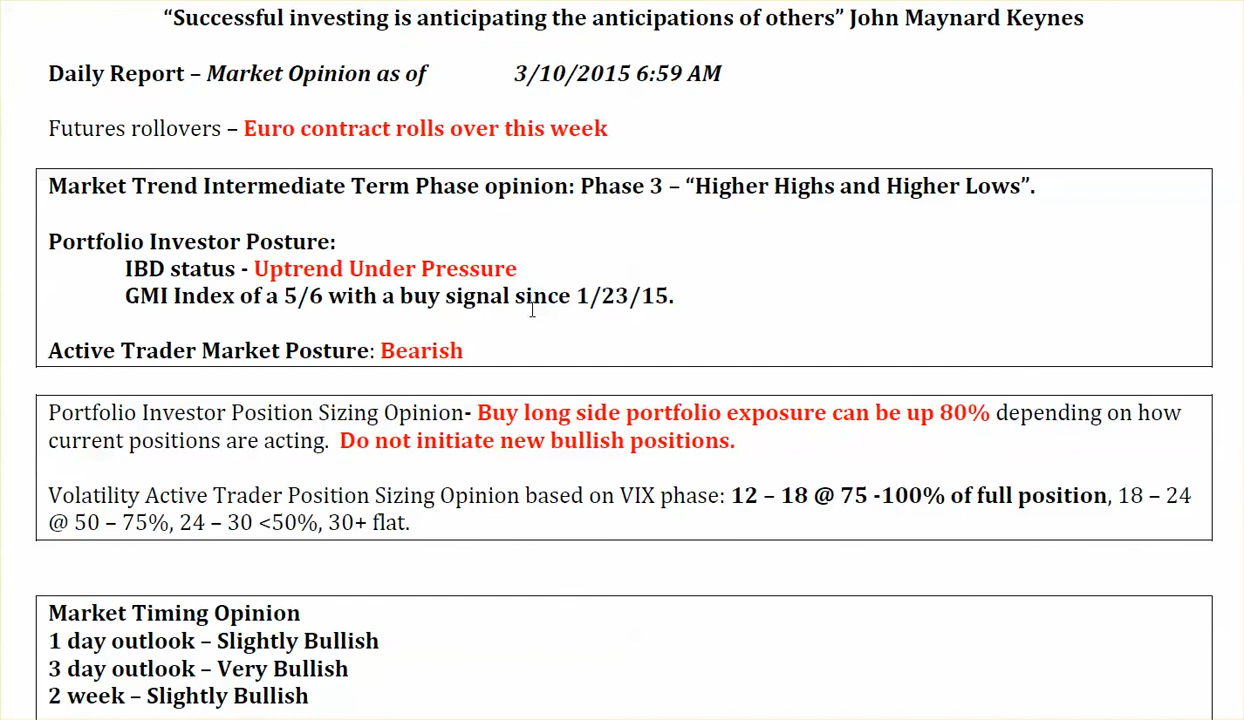 “Successful investing is anticipating the anticipations of others” John Maynard Keynes
Daily Report – Market Opinion as of 3/10/2015 6:59 AM
Futures rollovers – Euro contract rolls over this week
Market Trend Intermediate Term Phase opinion: Phase 3 – “Higher Highs and Higher Lows”.
Portfolio Investor Posture:
IBD status - Uptrend Under Pressure
GMI Index of a 5/6 with a buy signal since 1/23/15.
Active Trader Market Posture: Bearish
Portfolio Investor Position Sizing Opinion- Buy long side portfolio exposure can be up 80% depending on how
current positions are acting. Do not initiate new bullish positions.
Volatility Active Trader Position Sizing Opinion based on VIX phase: 12 – 18 @ 75 -100% of full position, 18 – 24
@ 50 – 75%, 24 – 30 <50%, 30+ flat.
Market Timing Opinion
1 day outlook – Slightly Bullish
3 day outlook – Very Bullish
2 week – Slightly Bullish